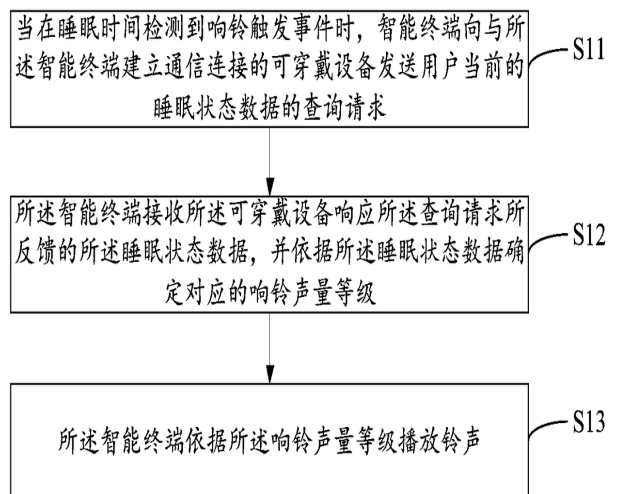 当在睡眠时间检测到响铃触发事件时，智能终端向与所
述智能终端建立通信连接的可穿戴设备发送用户当前的
睡眠状态数据的查询请求
S11
所述智能终端接收所述可穿戴设备响应所述查询请求所
反馈的所述睡眠状态数据，并依据所述睡眠状态数据确
定对应的响铃声量等级
S12
所述智能终端依据所述响铃声量等级播放铃声
S13